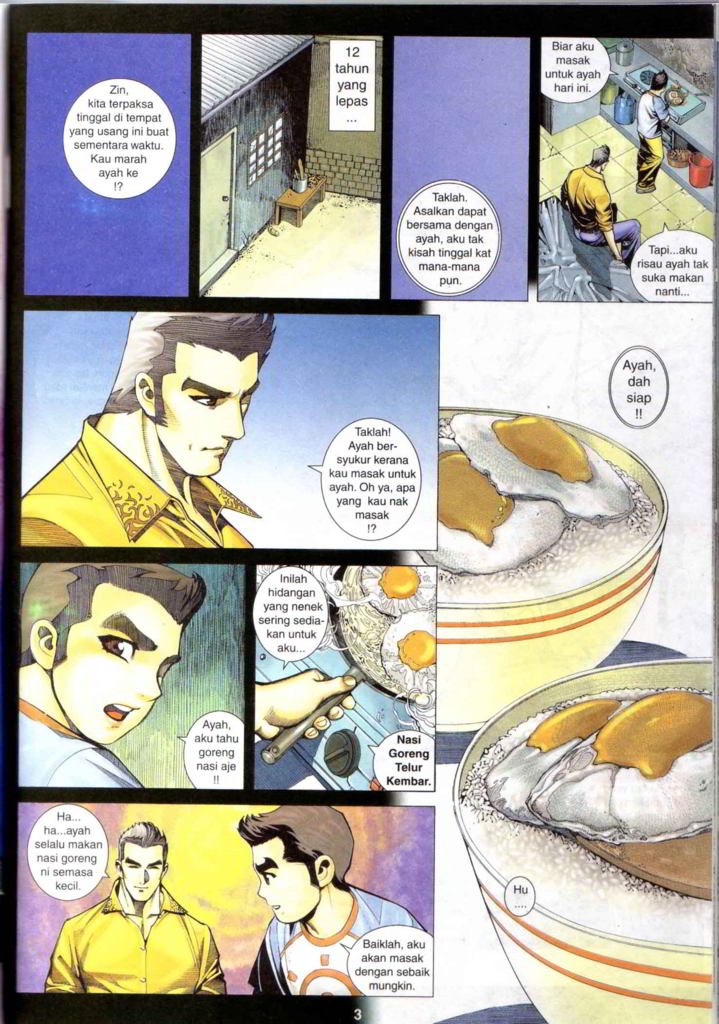 Zin,
kita terpaksa
tinggal di tempat
yang usang ini buat
sementara waktu.
Kau marah
ayah ke
!?
12
tahun
yang
lepas
...
Taklah.
Asalkan dapat
bersama dengan
ayah, aku tak
kisah tinggal kat
mana-mana
pun.
Biar aku
masak
untuk ayah
hari ini.
Tapi...aku
risau ayah tak
suka makan
nanti...
Taklah!
Ayah ber-
syukur kerana
kau masak untuk
ayah. Oh ya, apa
yang kau nak
masak
!?
Ayah,
aku tahu
goreng
nasi aje
!!
Inilah
hidangan
yang nenek
sering sedia-
kan untuk
aku...
Nasi
Goreng
Telur
Kembar.
Ha...
ha...ayah
selalu makan
nasi goreng
ni semasa
kecil.
Baiklah, aku
akan masak
dengan sebaik
mungkin.
Ayah,
dah
siap
!!
Hu
....
3